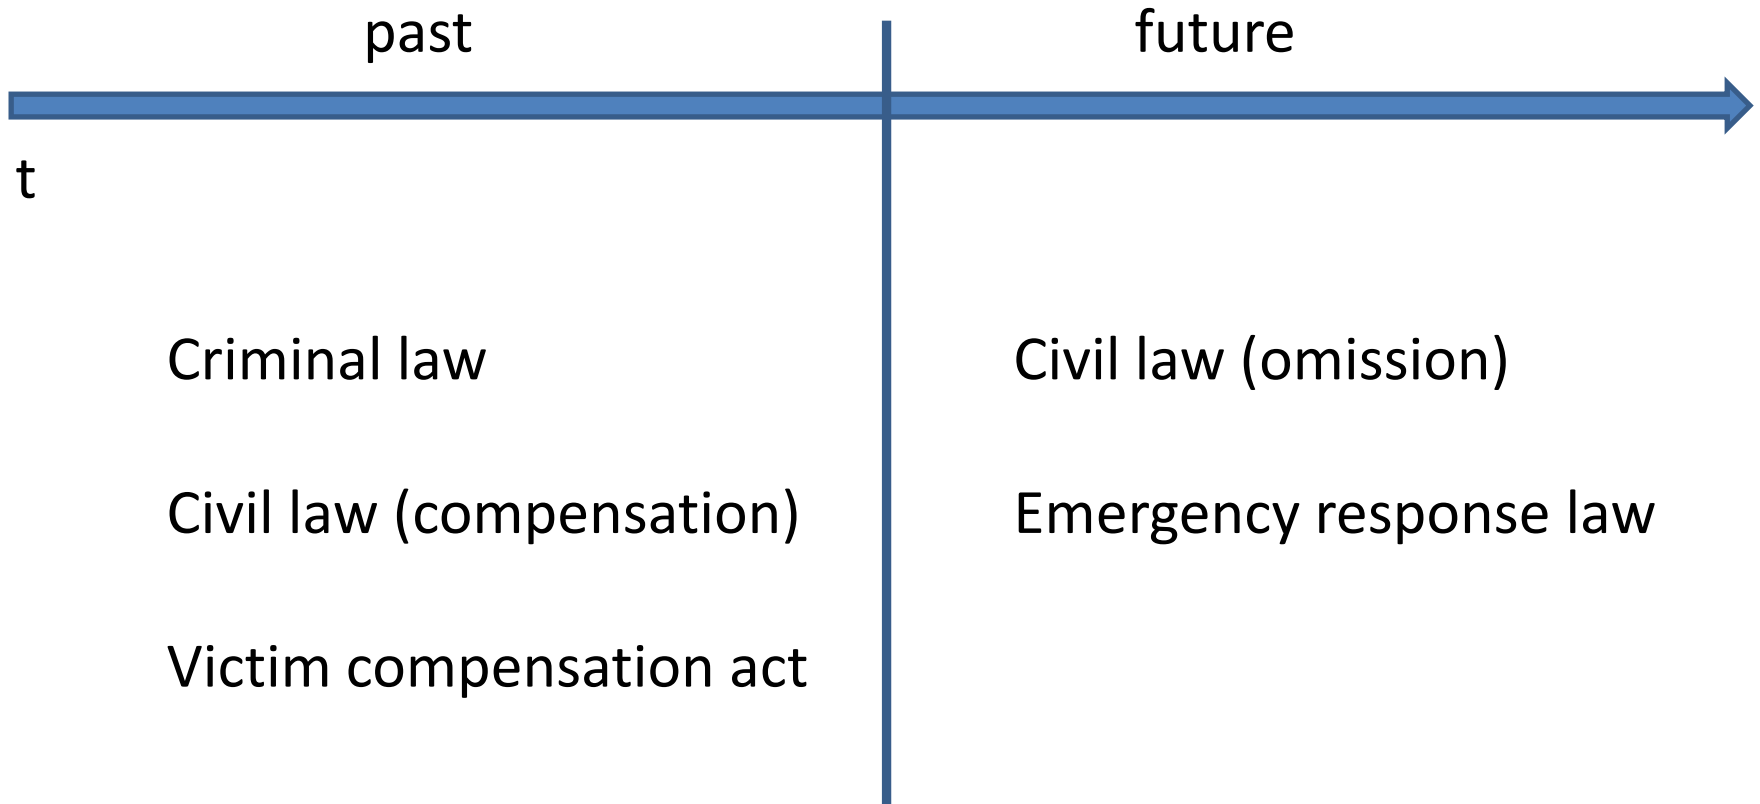 past
future
t
Criminal law
Civil law (omission)
Civil law (compensation)
Emergency response law
Victim compensation act